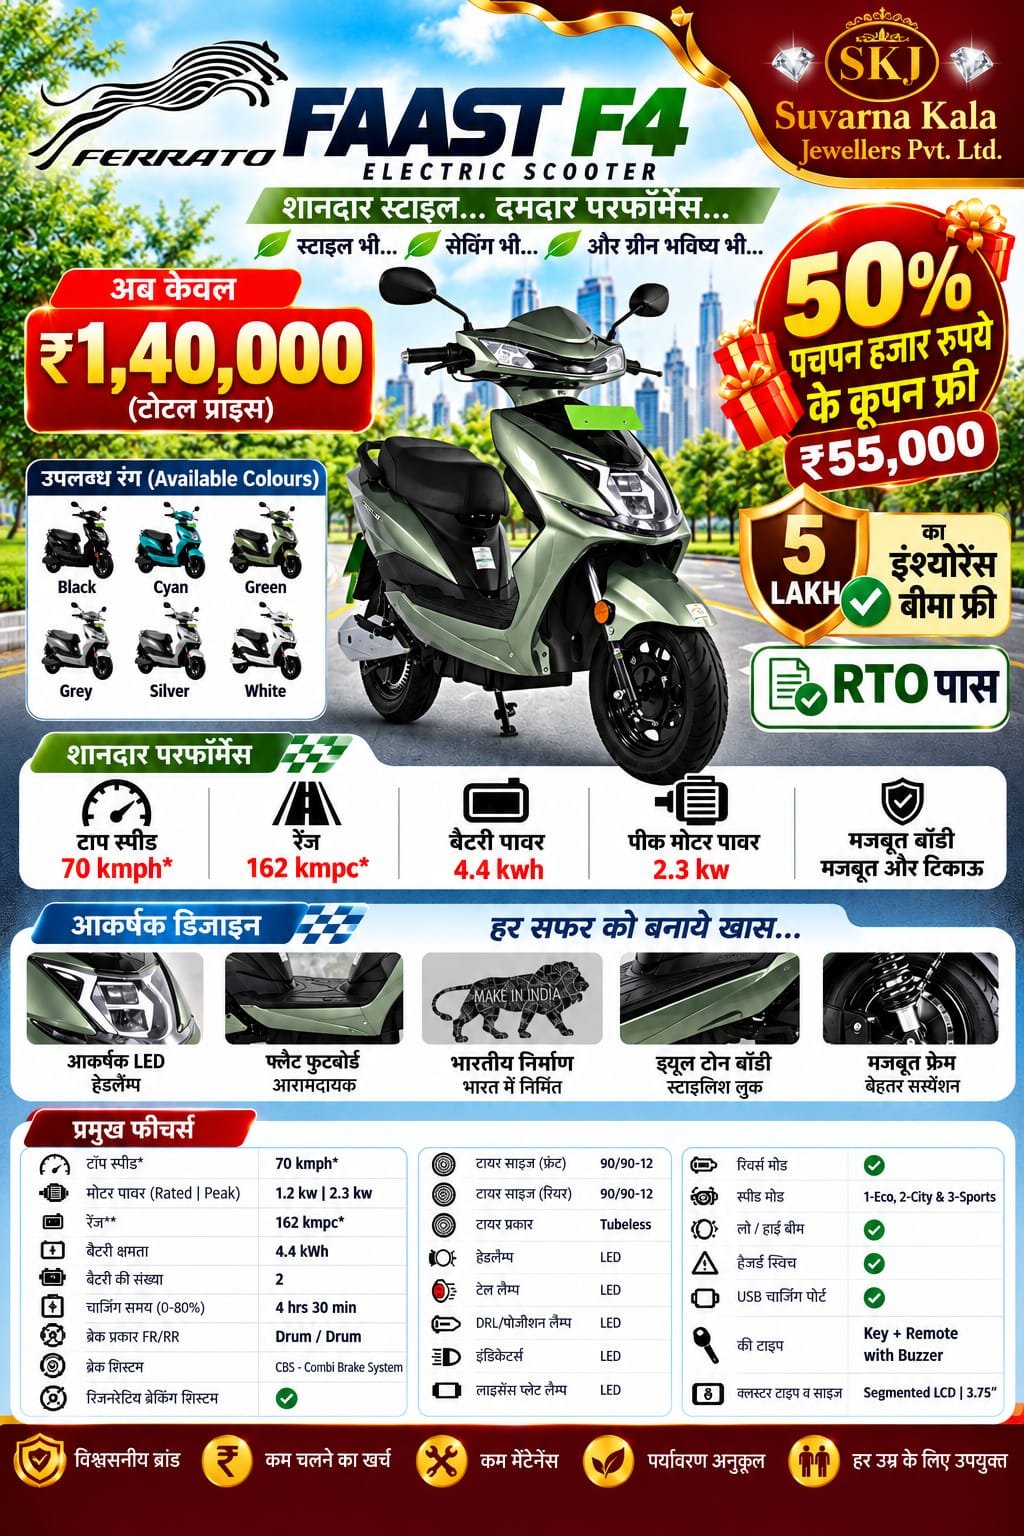 FERRATO
FAAST F4
ELECTRIC SCOOTER
SKJ
Suvarna Kala
Jewellers Pvt. Ltd.
शानदार स्टाइल... दमदार परफॉर्मेंस...
स्टाइल भी... सेविंग भी... और ग्रीन भविष्य भी...
अब केवल
₹1,40,000
(टोटल प्राइस)
50%
पचपन हजार रुपये
के कूपन फ्री
₹55,000
उपलब्ध रंग (Available Colours)
Black Cyan Green
Grey Silver White
5
LAKH
का
इंश्योरेंस
बीमा फ्री
RTO पास
शानदार परफॉर्मेंस
टाप स्पीड
70 kmph*
रेंज
162 kmpc*
बैटरी पावर
4.4 kwh
पीक मोटर पावर
2.3 kw
मजबूत बॉडी
मजबूत और टिकाऊ
आकर्षक डिजाइन
हर सफर को बनाये खास...
MAKE IN INDIA
आकर्षक LED
हेडलैंप
फ्लैट फुटबोर्ड
आरामदायक
भारतीय निर्माण
भारत में निर्मित
ड्यूल टोन बॉडी
स्टाइलिश लुक
मजबूत फ्रेम
बेहतर सस्पेंशन
प्रमुख फीचर्स
टॉप स्पीड* 70 kmph*
मोटर पावर (Rated | Peak) 1.2 kw | 2.3 kw
रेंज** 162 kmpc*
बैटरी क्षमता 4.4 kWh
बैटरी की संख्या 2
चार्जिंग समय (0-80%) 4 hrs 30 min
ब्रेक प्रकार FR/RR Drum / Drum
ब्रेक शिस्टम CBS - Combi Brake System
रिजनरेटिव ब्रेकिंग शिस्टम
टायर साइज (फ्रंट) 90/90-12
टायर साइज (रियर) 90/90-12
टायर प्रकार Tubeless
हेडलैम्प LED
टेल लैम्प LED
DRL/पोजीशन लैम्प LED
इंडिकेटर्स LED
लाइसेंस प्लेट लैम्प LED
रिवर्स मोड
स्पीड मोड 1-Eco, 2-City & 3-Sports
लो / हाई बीम
हैजर्ड स्विच
USB चार्जिंग पोर्ट
की टाइप Key + Remote
with Buzzer
क्लस्टर टाइप व साइज Segmented LCD | 3.75”
विश्वसनीय ब्रांड
कम चलने का खर्च
कम मेंटेनेंस
पर्यावरण अनुकूल
हर उम्र के लिए उपयुक्त